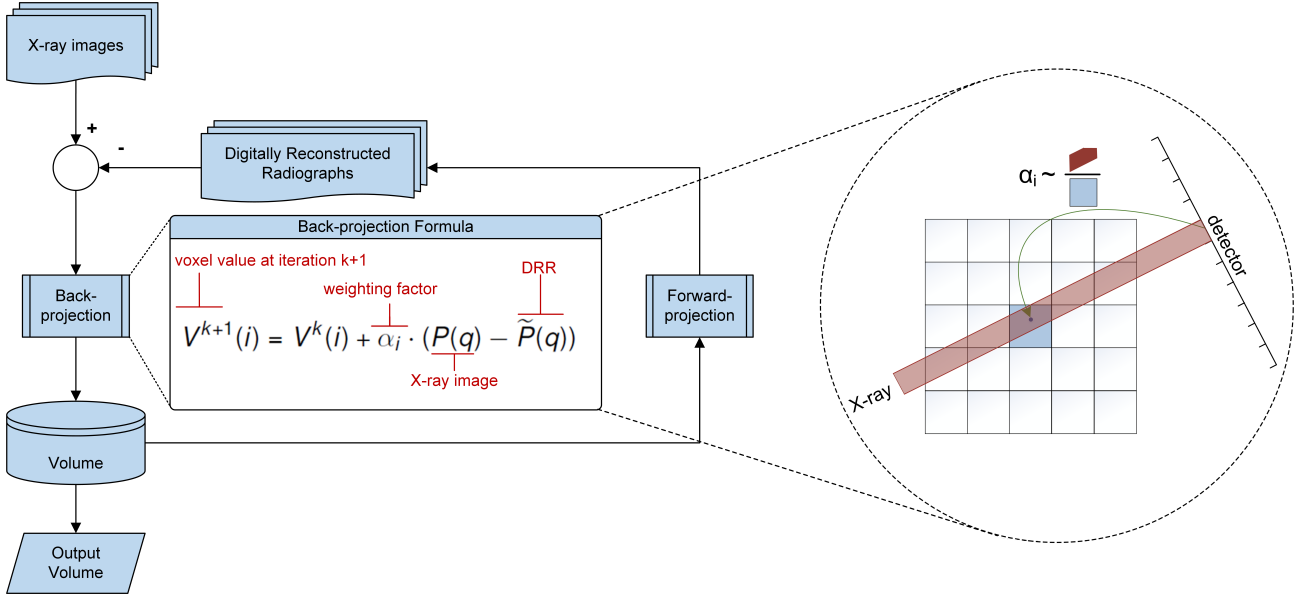 X-ray images
+
-
Digitally Reconstructed
Radiographs
Back-projection Formula
voxel value at iteration k+1
weighting factor
DRR
V^{k+1}(i) = V^k(i) + α_i · (P(q) − P̃(q))
X-ray image
Back-
projection
Forward-
projection
Volume
Output
Volume
α_i ~
detector
X-ray